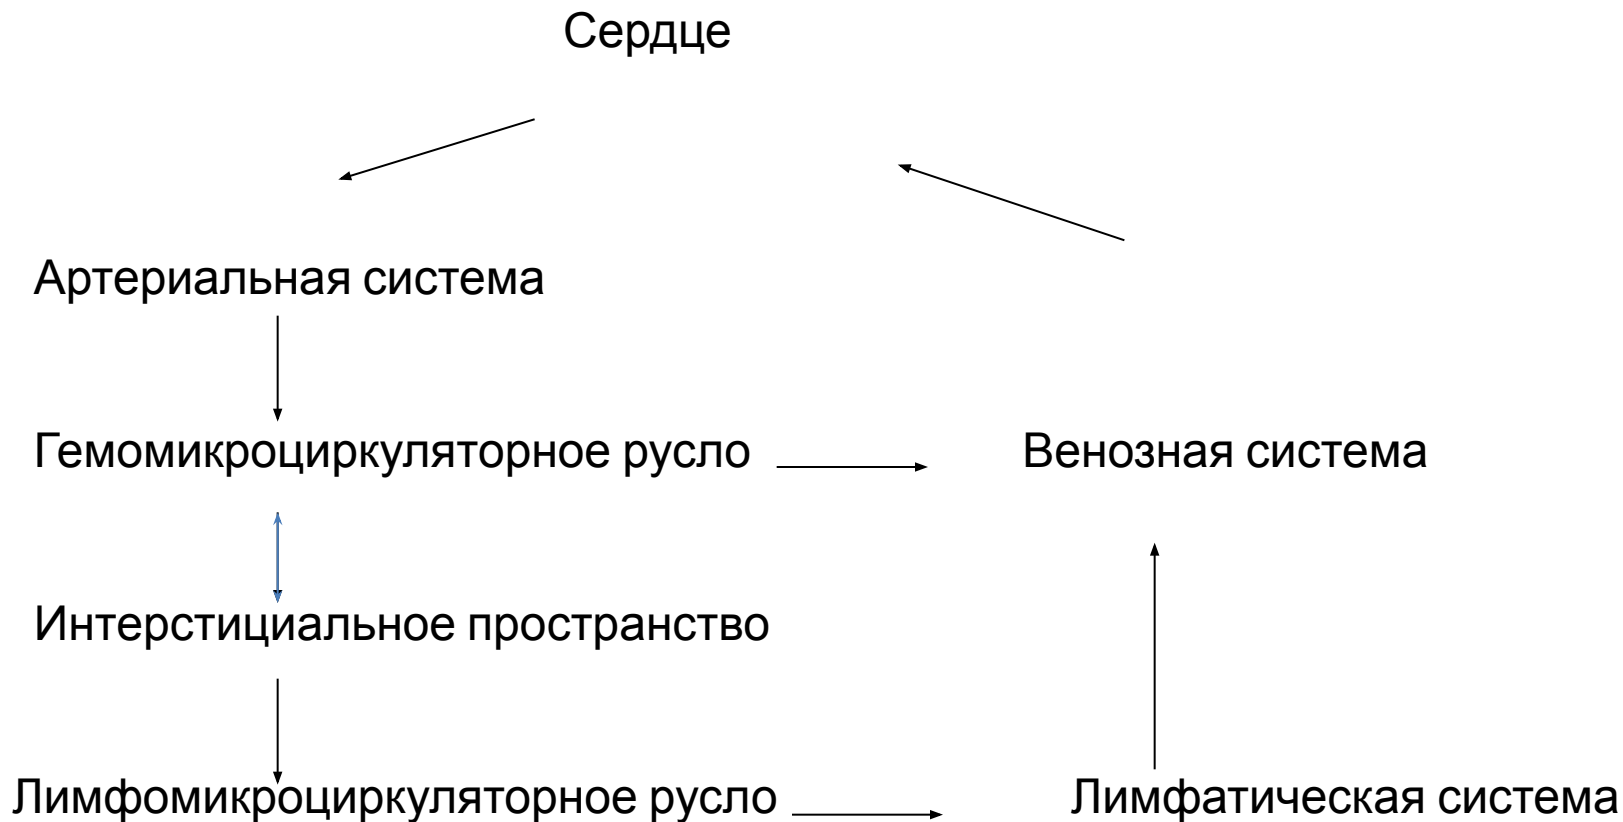 Сердце
Артериальная система
Гемомикроциркуляторное русло
Венозная система
Интерстициальное пространство
Лимфомикроциркуляторное русло
Лимфатическая система